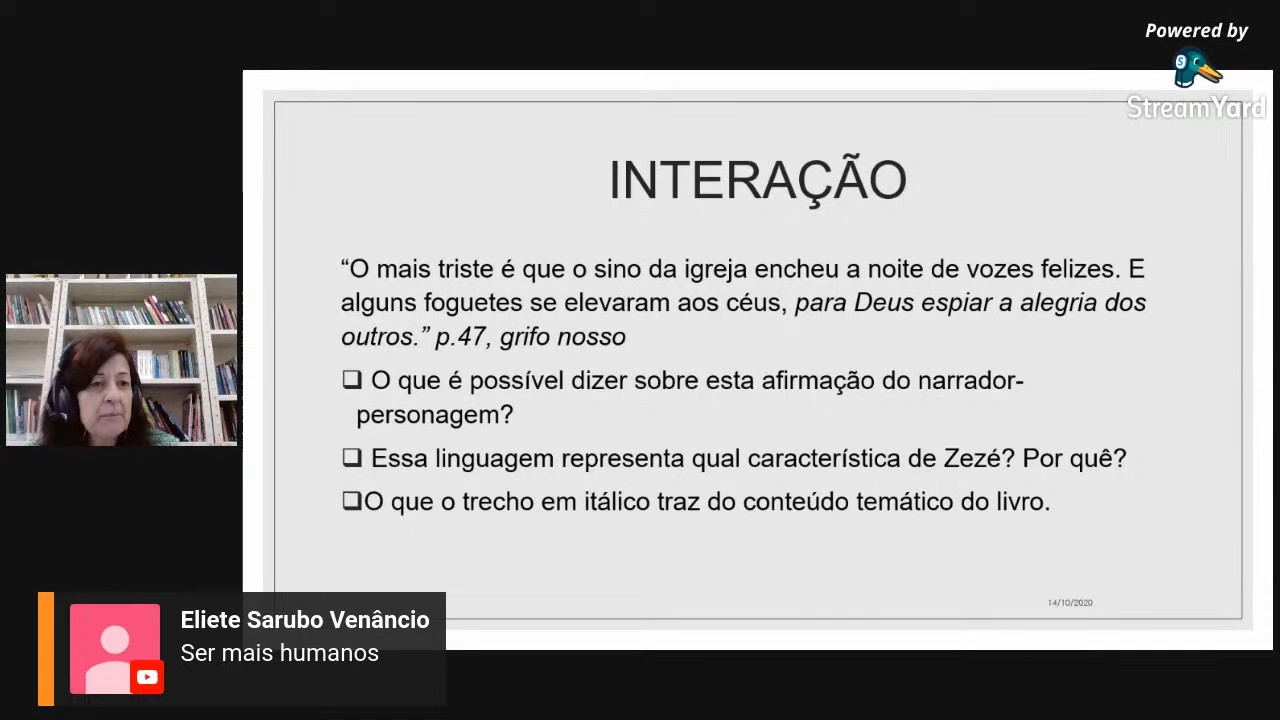 Powered by
StreamYard
INTERAÇÃO
“O mais triste é que o sino da igreja encheu a noite de vozes felizes. E
alguns foguetes se elevaram aos céus, para Deus espiar a alegria dos
outros.” p.47, grifo nosso
❑ O que é possível dizer sobre esta afirmação do narrador-
personagem?
❑ Essa linguagem representa qual característica de Zezé? Por quê?
❑O que o trecho em itálico traz do conteúdo temático do livro.
14/10/2020
Eliete Sarubo Venâncio
Ser mais humanos